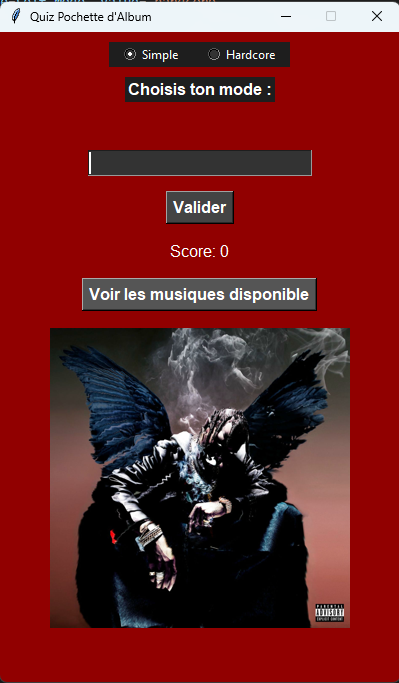 Quiz Pochette d'Album
Simple Hardcore
Choisis ton mode :
Valider
Score: 0
Voir les musiques disponible
PARENTAL
ADVISORY
EXPLICIT CONTENT